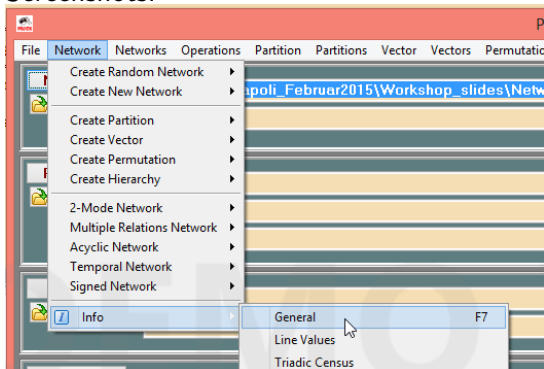 Screenshots:
File Network Networks Operations Partition Partitions Vector Vectors
Create Random Network
Create New Network
apoli_Februar2015\Workshop_slides\Netw
Create Partition
Create Vector
Create Permutation
Create Hierarchy
2-Mode Network
Multiple Relations Network
Acyclic Network
Temporal Network
Signed Network
Info
General F7
Line Values
Triadic Census
DEMO